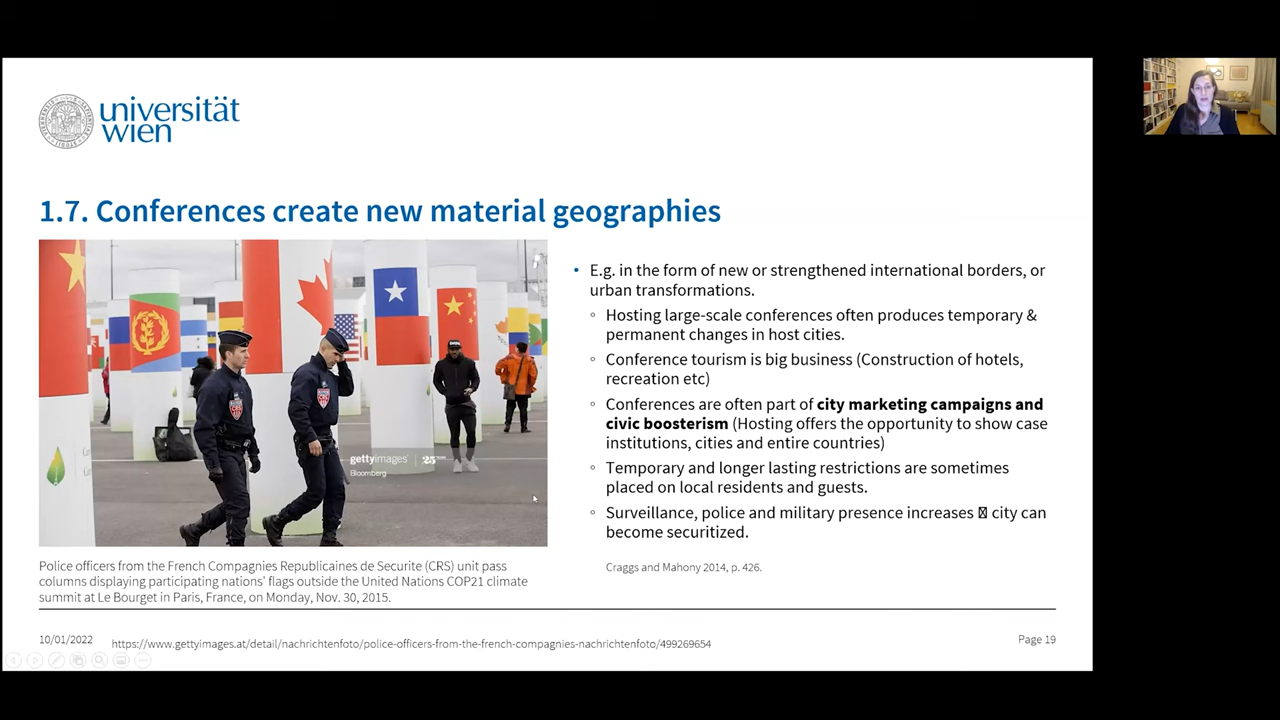 universität
wien
1.7. Conferences create new material geographies
• E.g. in the form of new or strengthened international borders, or
urban transformations.
◦ Hosting large-scale conferences often produces temporary &
permanent changes in host cities.
◦ Conference tourism is big business (Construction of hotels,
recreation etc)
◦ Conferences are often part of city marketing campaigns and
civic boosterism (Hosting offers the opportunity to show case
institutions, cities and entire countries)
◦ Temporary and longer lasting restrictions are sometimes
placed on local residents and guests.
◦ Surveillance, police and military presence increases city can
become securitized.
Craggs and Mahony 2014, p. 426.
gettyimages
Bloomberg
Police officers from the French Compagnies Republicaines de Securite (CRS) unit pass
columns displaying participating nations' flags outside the United Nations COP21 climate
summit at Le Bourget in Paris, France, on Monday, Nov. 30, 2015.
10/01/2022
https://www.gettyimages.at/detail/nachrichtenfoto/police-officers-from-the-french-compagnies-nachrichtenfoto/499269654
Page 19